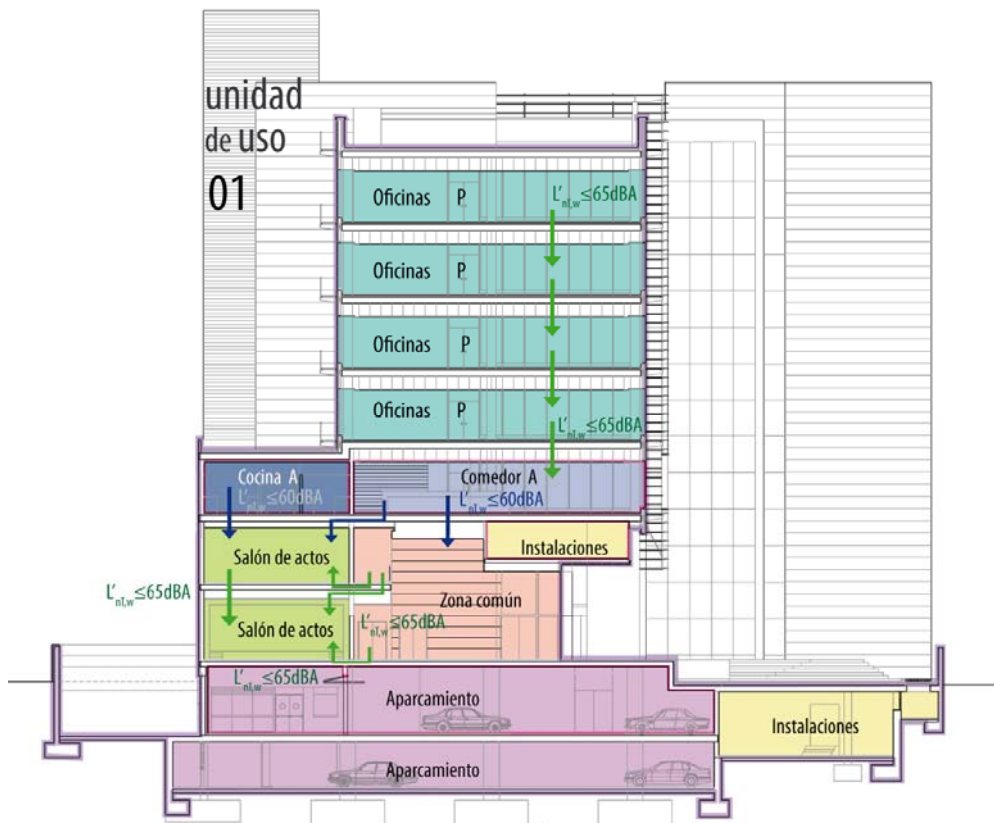 unidad
de uso
01
Oficinas P L'nT,w≤65dBA
Oficinas P
Oficinas P
Oficinas P
L'nT,w≤65dBA
Cocina A
L'nT,w≤60dBA
Comedor A
L'nT,w≤60dBA
Salón de actos
Instalaciones
L'nT,w≤65dBA
Zona común
Salón de actos
L'nT,w≤65dBA
L'nT,w≤65dBA
Aparcamiento
Instalaciones
Aparcamiento